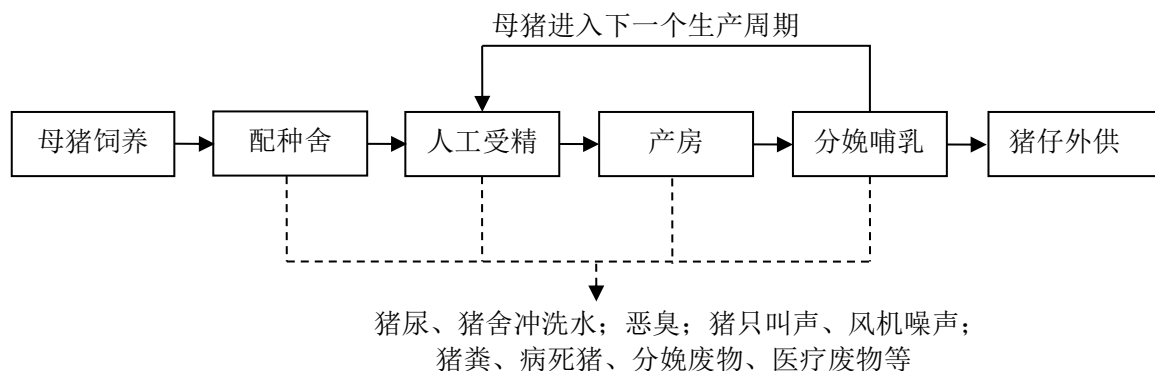 母猪进入下一个生产周期
母猪饲养
配种舍
人工受精
产房
分娩哺乳
猪仔外供
猪尿、猪舍冲洗水；恶臭；猪只叫声、风机噪声；
猪粪、病死猪、分娩废物、医疗废物等